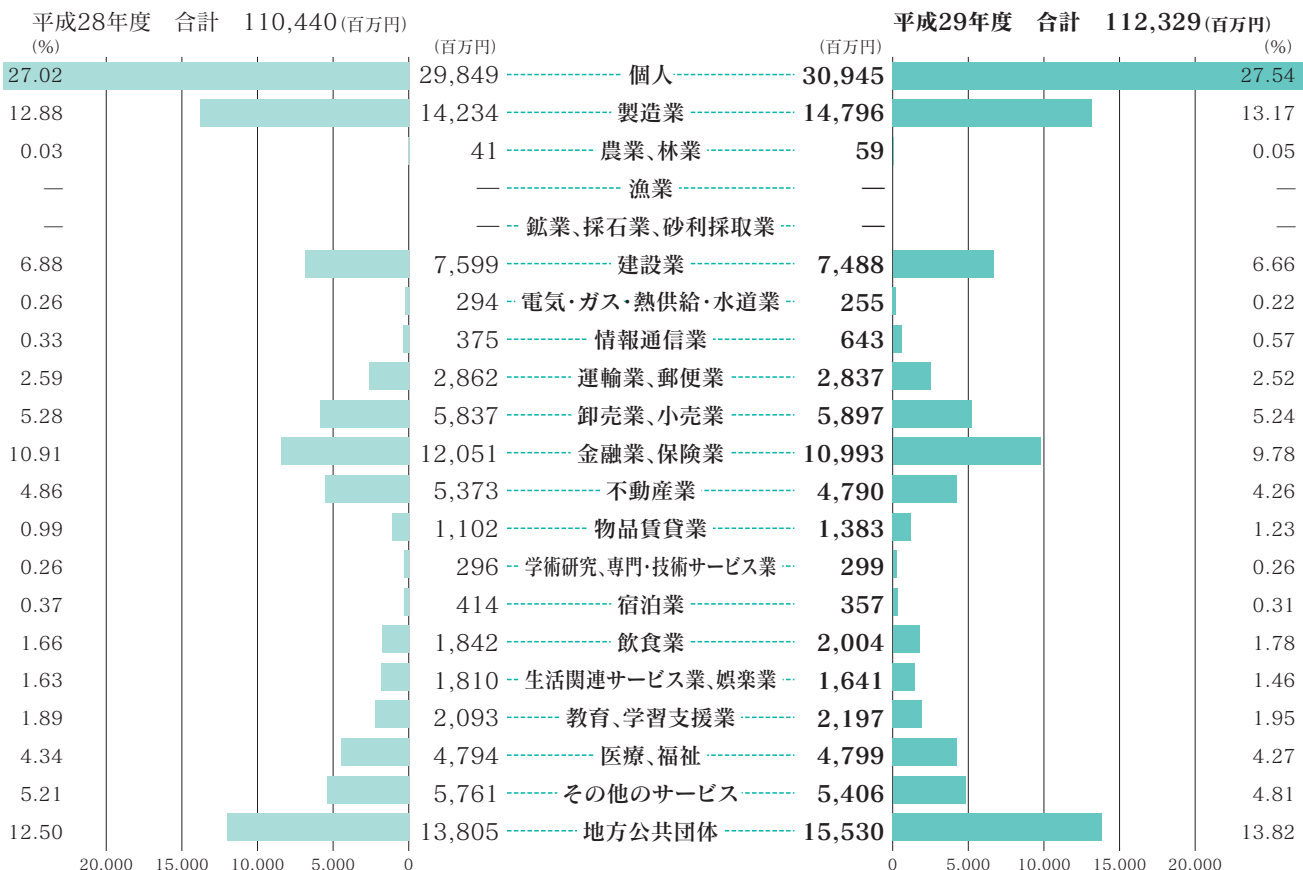 平成28年度 合計 110,440(百万円) 平成29年度 合計 112,329(百万円)
(%) (百万円) (百万円) (%)
27.02 29,849 個人 30,945 27.54
12.88 14,234 製造業 14,796 13.17
0.03 41 農業、林業 59 0.05
— — 漁業 — —
— — 鉱業、採石業、砂利採取業 — —
6.88 7,599 建設業 7,488 6.66
0.26 294 電気・ガス・熱供給・水道業 255 0.22
0.33 375 情報通信業 643 0.57
2.59 2,862 運輸業、郵便業 2,837 2.52
5.28 5,837 卸売業、小売業 5,897 5.24
10.91 12,051 金融業、保険業 10,993 9.78
4.86 5,373 不動産業 4,790 4.26
0.99 1,102 物品賃貸業 1,383 1.23
0.26 296 学術研究、専門・技術サービス業 299 0.26
0.37 414 宿泊業 357 0.31
1.66 1,842 飲食業 2,004 1.78
1.63 1,810 生活関連サービス業、娯楽業 1,641 1.46
1.89 2,093 教育、学習支援業 2,197 1.95
4.34 4,794 医療、福祉 4,799 4.27
5.21 5,761 その他のサービス 5,406 4.81
12.50 13,805 地方公共団体 15,530 13.82
20.000 15.000 10.000 5.000 0 0 5.000 10.000 15.000 20.000